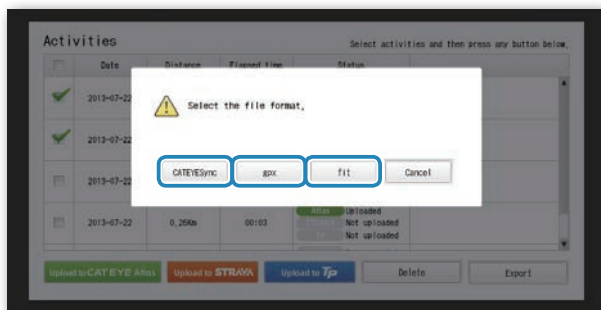 Activities
Select activities and then press any button below.
Date Distance Elapsed time Status
2013-07-22
Select the file format.
2013-07-22
CATEYESync gpx fit Cancel
2013-07-22
Atlas Uploaded
2013-07-22 0.26Km 00:03 Not uploaded
Not uploaded
Upload to CATEYE Atlas Upload to STRAVA Upload to Tp Delete Export